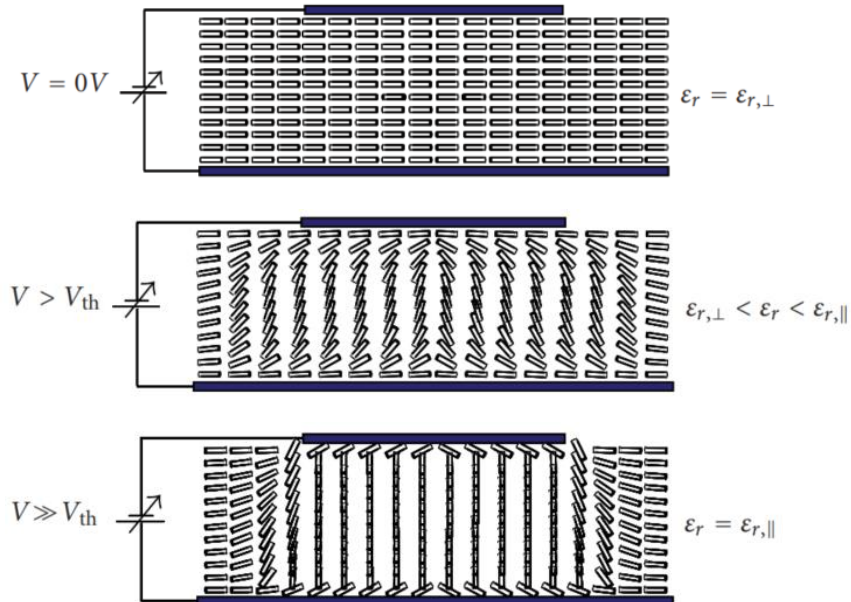 V = 0V
εr = εr,⊥
V > Vth
εr,⊥ < εr < εr,∥
V ≫ Vth
εr = εr,∥